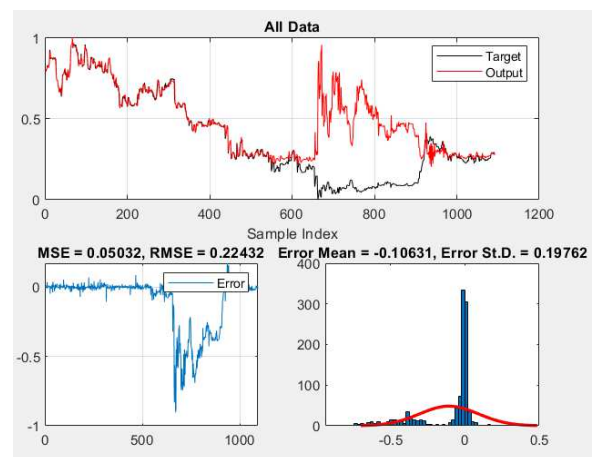 All Data
1
0.5
0
Target
Output
0 200 400 600 800 1000 1200
Sample Index
MSE = 0.05032, RMSE = 0.22432
0
-0.5
-1
Error
0 500 1000
Error Mean = -0.10631, Error St.D. = 0.19762
400
300
200
100
0
-0.5 0 0.5